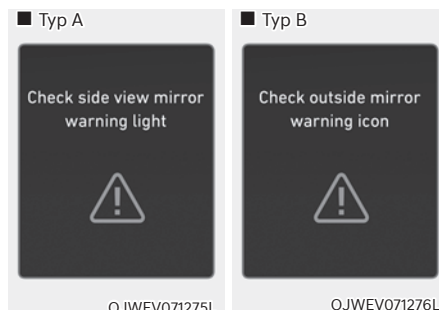 ■ Typ A
Check side view mirror
warning light
OJWEV071275L
■ Typ B
Check outside mirror
warning icon
OJWEV071276L